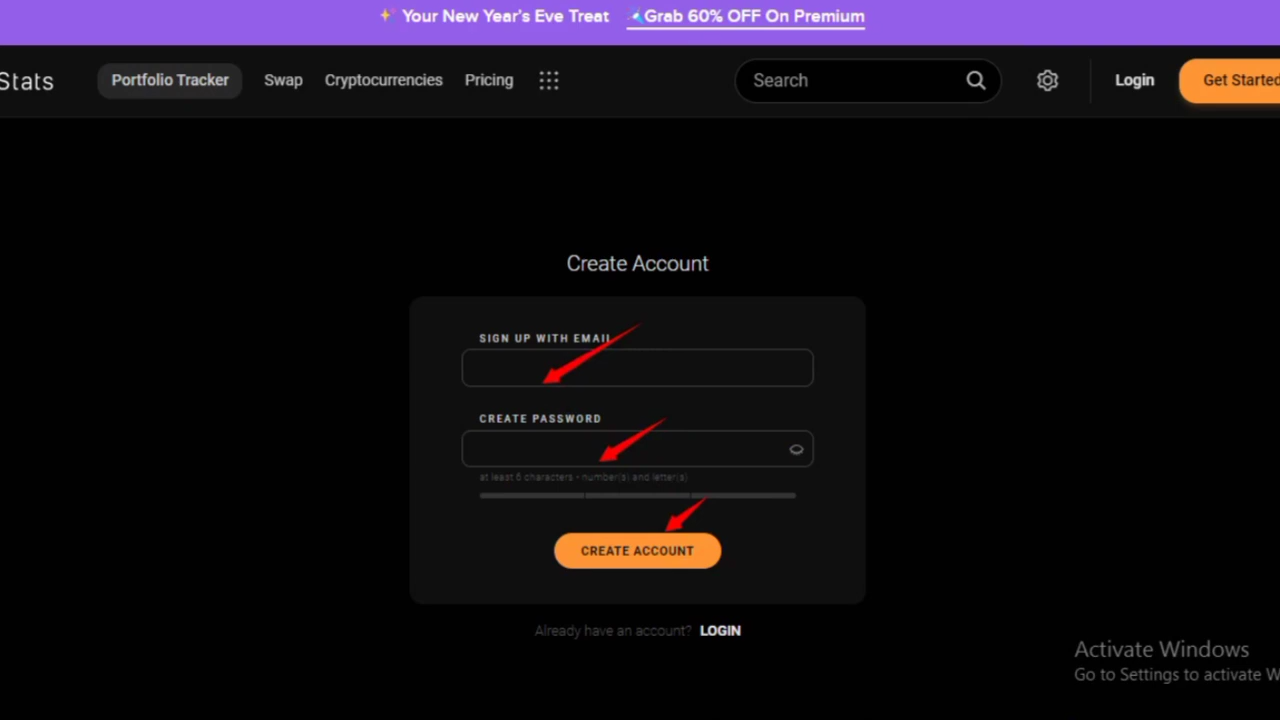 Your New Year's Eve Treat Grab 60% OFF On Premium
Stats Portfolio Tracker Swap Cryptocurrencies Pricing Search Login Get Started
Create Account
SIGN UP WITH EMAIL
CREATE PASSWORD
at least 6 characters - number(s) and letter(s)
CREATE ACCOUNT
Already have an account? LOGIN
Activate Windows
Go to Settings to activate W